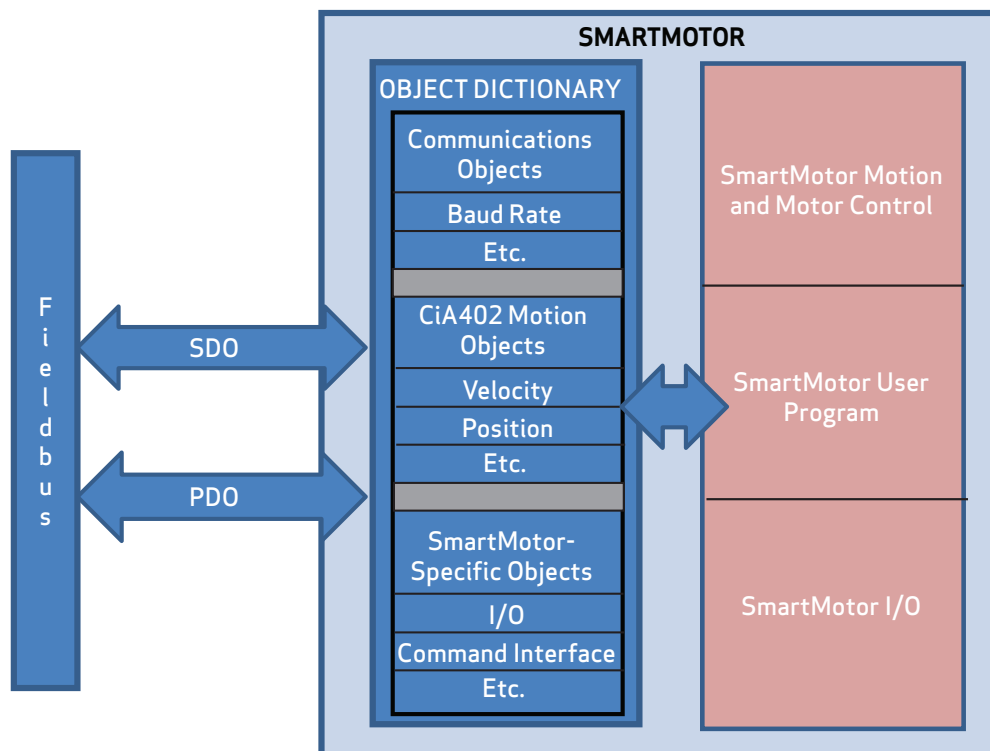 SMARTMOTOR
OBJECT DICTIONARY
Communications
Objects
Baud Rate
Etc.
CiA402 Motion
Objects
Velocity
Position
Etc.
SmartMotor-
Specific Objects
I/O
Command Interface
Etc.
Fieldbus
SDO
PDO
SmartMotor Motion
and Motor Control
SmartMotor User
Program
SmartMotor I/O